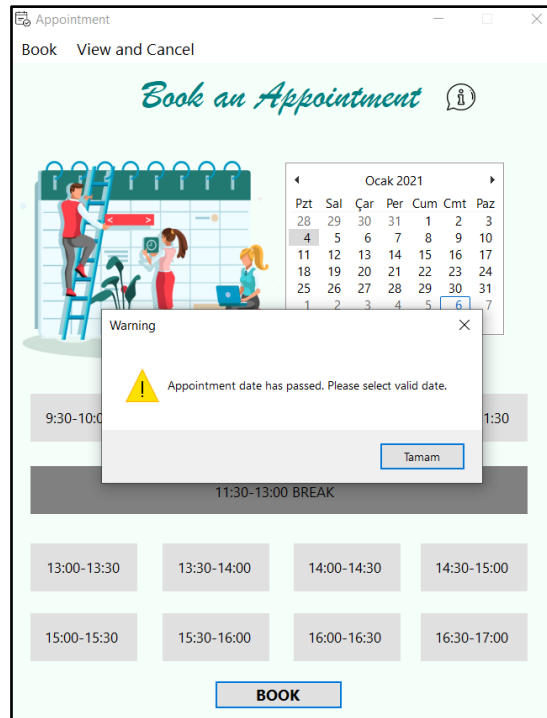 Appointment
Book View and Cancel
Book an Appointment
Ocak 2021
Pzt Sal Çar Per Cum Cmt Paz
28 29 30 31 1 2 3
4 5 6 7 8 9 10
11 12 13 14 15 16 17
18 19 20 21 22 23 24
25 26 27 28 29 30 31
1 2 3 4 5 6 7
Warning
Appointment date has passed. Please select valid date.
Tamam
9:30-10:0 1:30
11:30-13:00 BREAK
13:00-13:30 13:30-14:00 14:00-14:30 14:30-15:00
15:00-15:30 15:30-16:00 16:00-16:30 16:30-17:00
BOOK